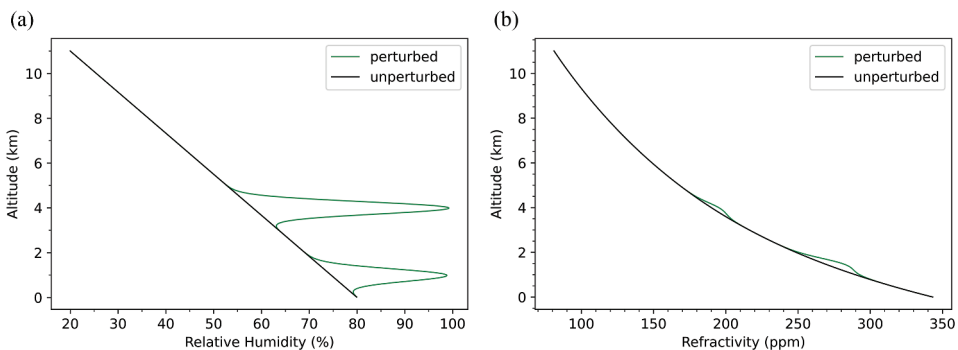 (a)
perturbed
unperturbed
10
8
6
4
2
0
Altitude (km)
20 30 40 50 60 70 80 90 100
Relative Humidity (%)
(b)
perturbed
unperturbed
10
8
6
4
2
0
Altitude (km)
100 150 200 250 300 350
Refractivity (ppm)